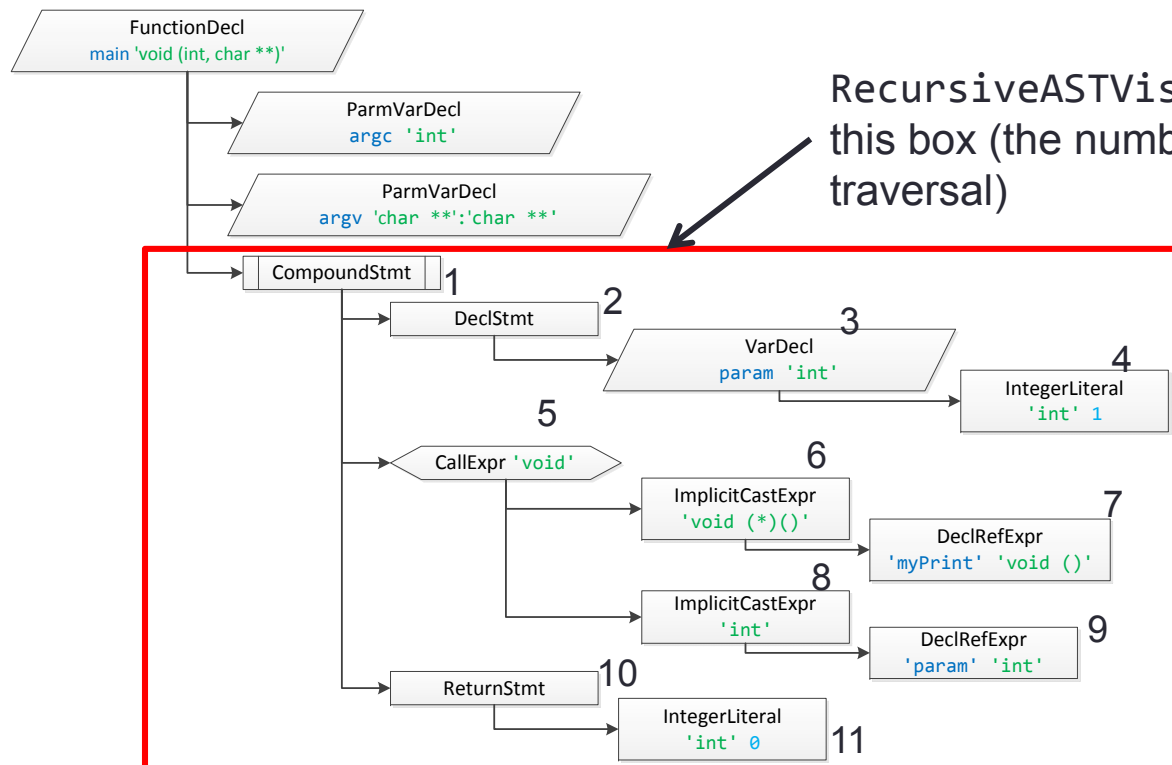 FunctionDecl
main 'void (int, char **)'
ParmVarDecl
argc 'int'
ParmVarDecl
argv 'char **':'char **'
RecursiveASTVis
this box (the numb
traversal)
CompoundStmt
1
DeclStmt
2
VarDecl
param 'int'
3
IntegerLiteral
'int' 1
4
CallExpr 'void'
5
ImplicitCastExpr
'void (*)()'
6
DeclRefExpr
'myPrint' 'void ()'
7
ImplicitCastExpr
'int'
8
DeclRefExpr
'param' 'int'
9
ReturnStmt
10
IntegerLiteral
'int' 0
11